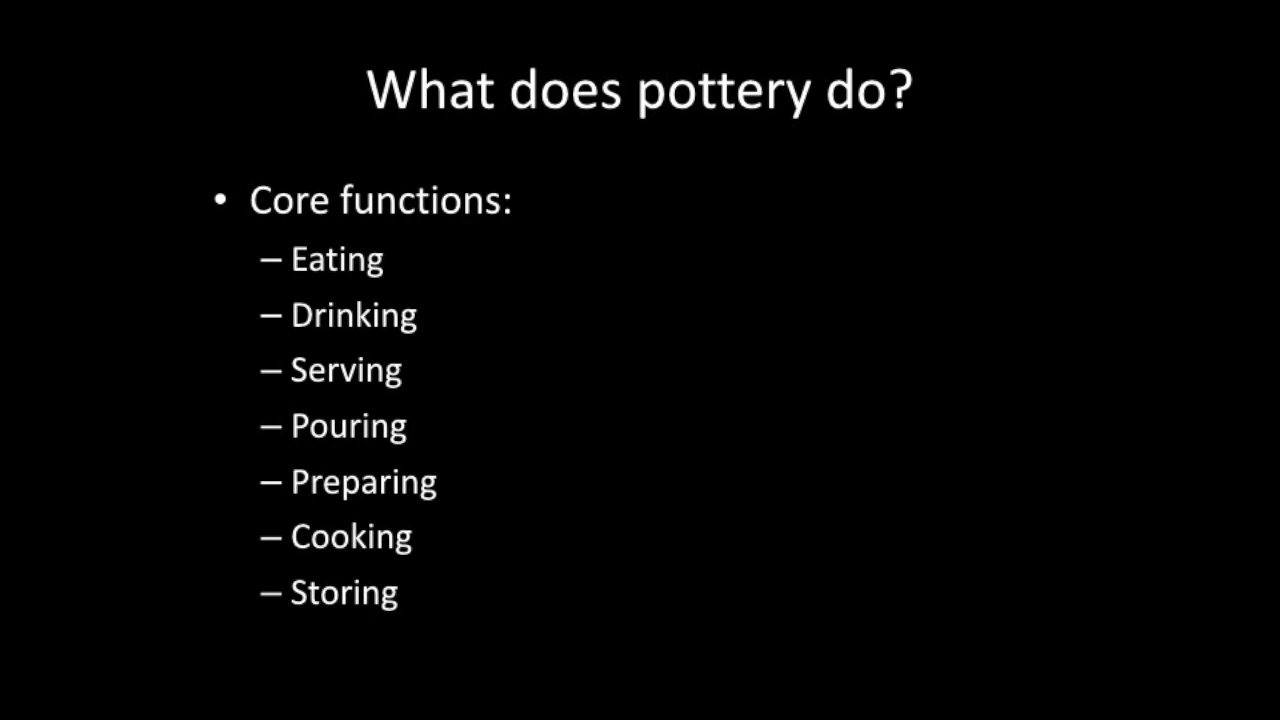 What does pottery do?
• Core functions:
– Eating
– Drinking
– Serving
– Pouring
– Preparing
– Cooking
– Storing